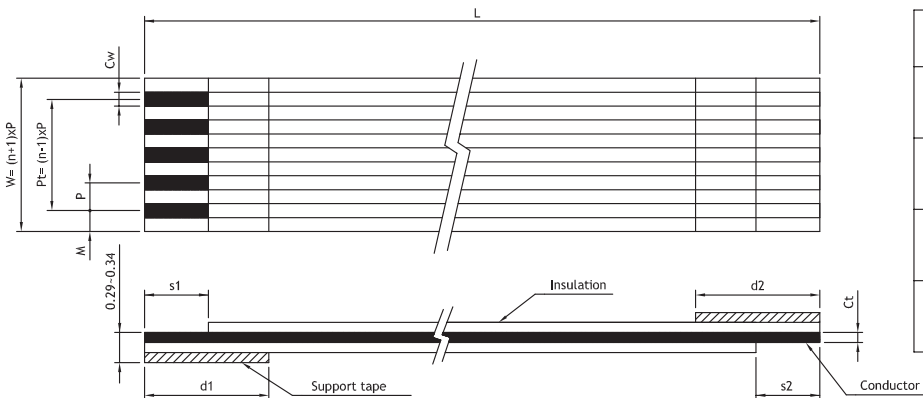 L
Cw
W= (n+1)xP
Pt= (n-1)xP
P
M
0.29~0.34
s1
Insulation
d2
Ct
d1
Support tape
s2
Conductor